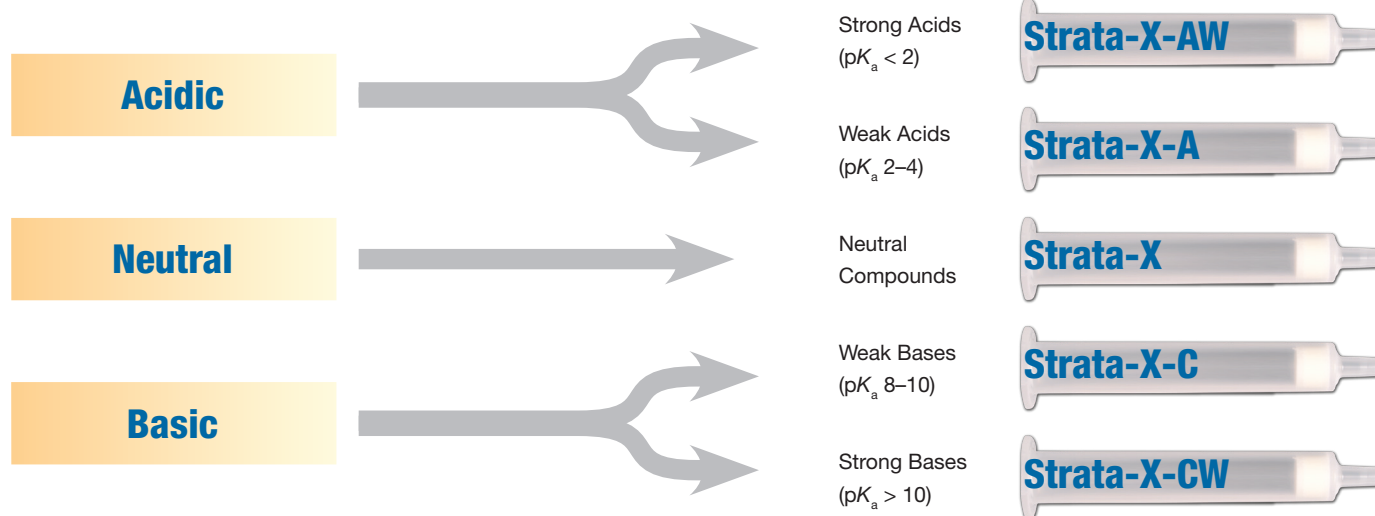 Acidic
Strong Acids
(pKa < 2)
Strata-X-AW
Weak Acids
(pKa 2–4)
Strata-X-A
Neutral
Neutral
Compounds
Strata-X
Basic
Weak Bases
(pKa 8–10)
Strata-X-C
Strong Bases
(pKa > 10)
Strata-X-CW